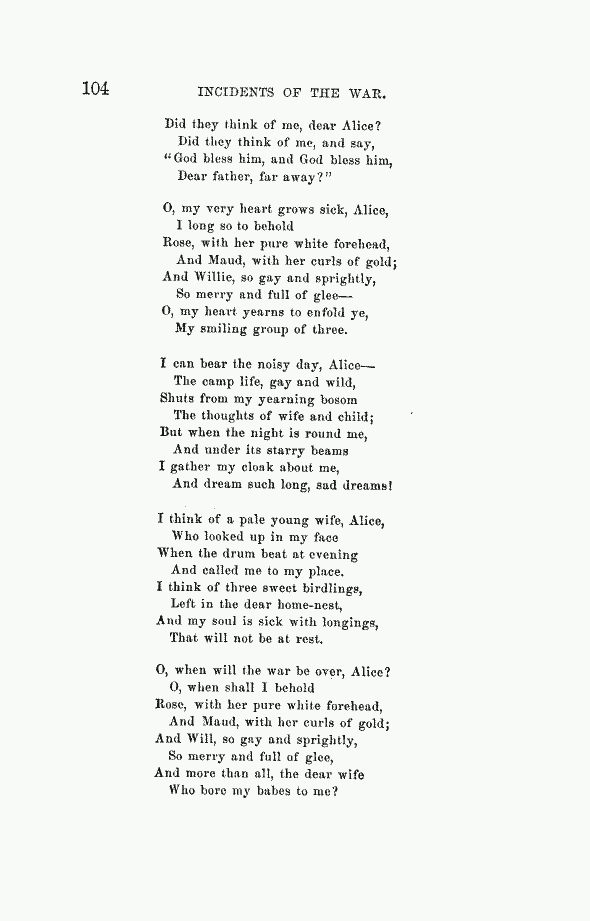 104 INCIDENTS OF THE WAR.
Did they think of me, dear Alice?
Did they think of me, and say,
"God bless him, and God bless him,
Dear father, far away?"
O, my very heart grows sick, Alice,
I long so to behold
Rose, with her pure white forehead,
And Maud, with her curls of gold;
And Willie, so gay and sprightly,
So merry and full of glee—
O, my heart yearns to enfold ye,
My smiling group of three.
I can bear the noisy day, Alice—
The camp life, gay and wild,
Shuts from my yearning bosom
The thoughts of wife and child;
But when the night is round me,
And under its starry beams
I gather my cloak about me,
And dream such long, sad dreams!
I think of a pale young wife, Alice,
Who looked up in my face
When the drum beat at evening
And called me to my place.
I think of three sweet birdlings,
Left in the dear home-nest,
And my soul is sick with longings,
That will not be at rest.
O, when will the war be over, Alice?
O, when shall I behold
Rose, with her pure white forehead,
And Maud, with her curls of gold;
And Will, so gay and sprightly,
So merry and full of glee,
And more than all, the dear wife
Who bore my babes to me?